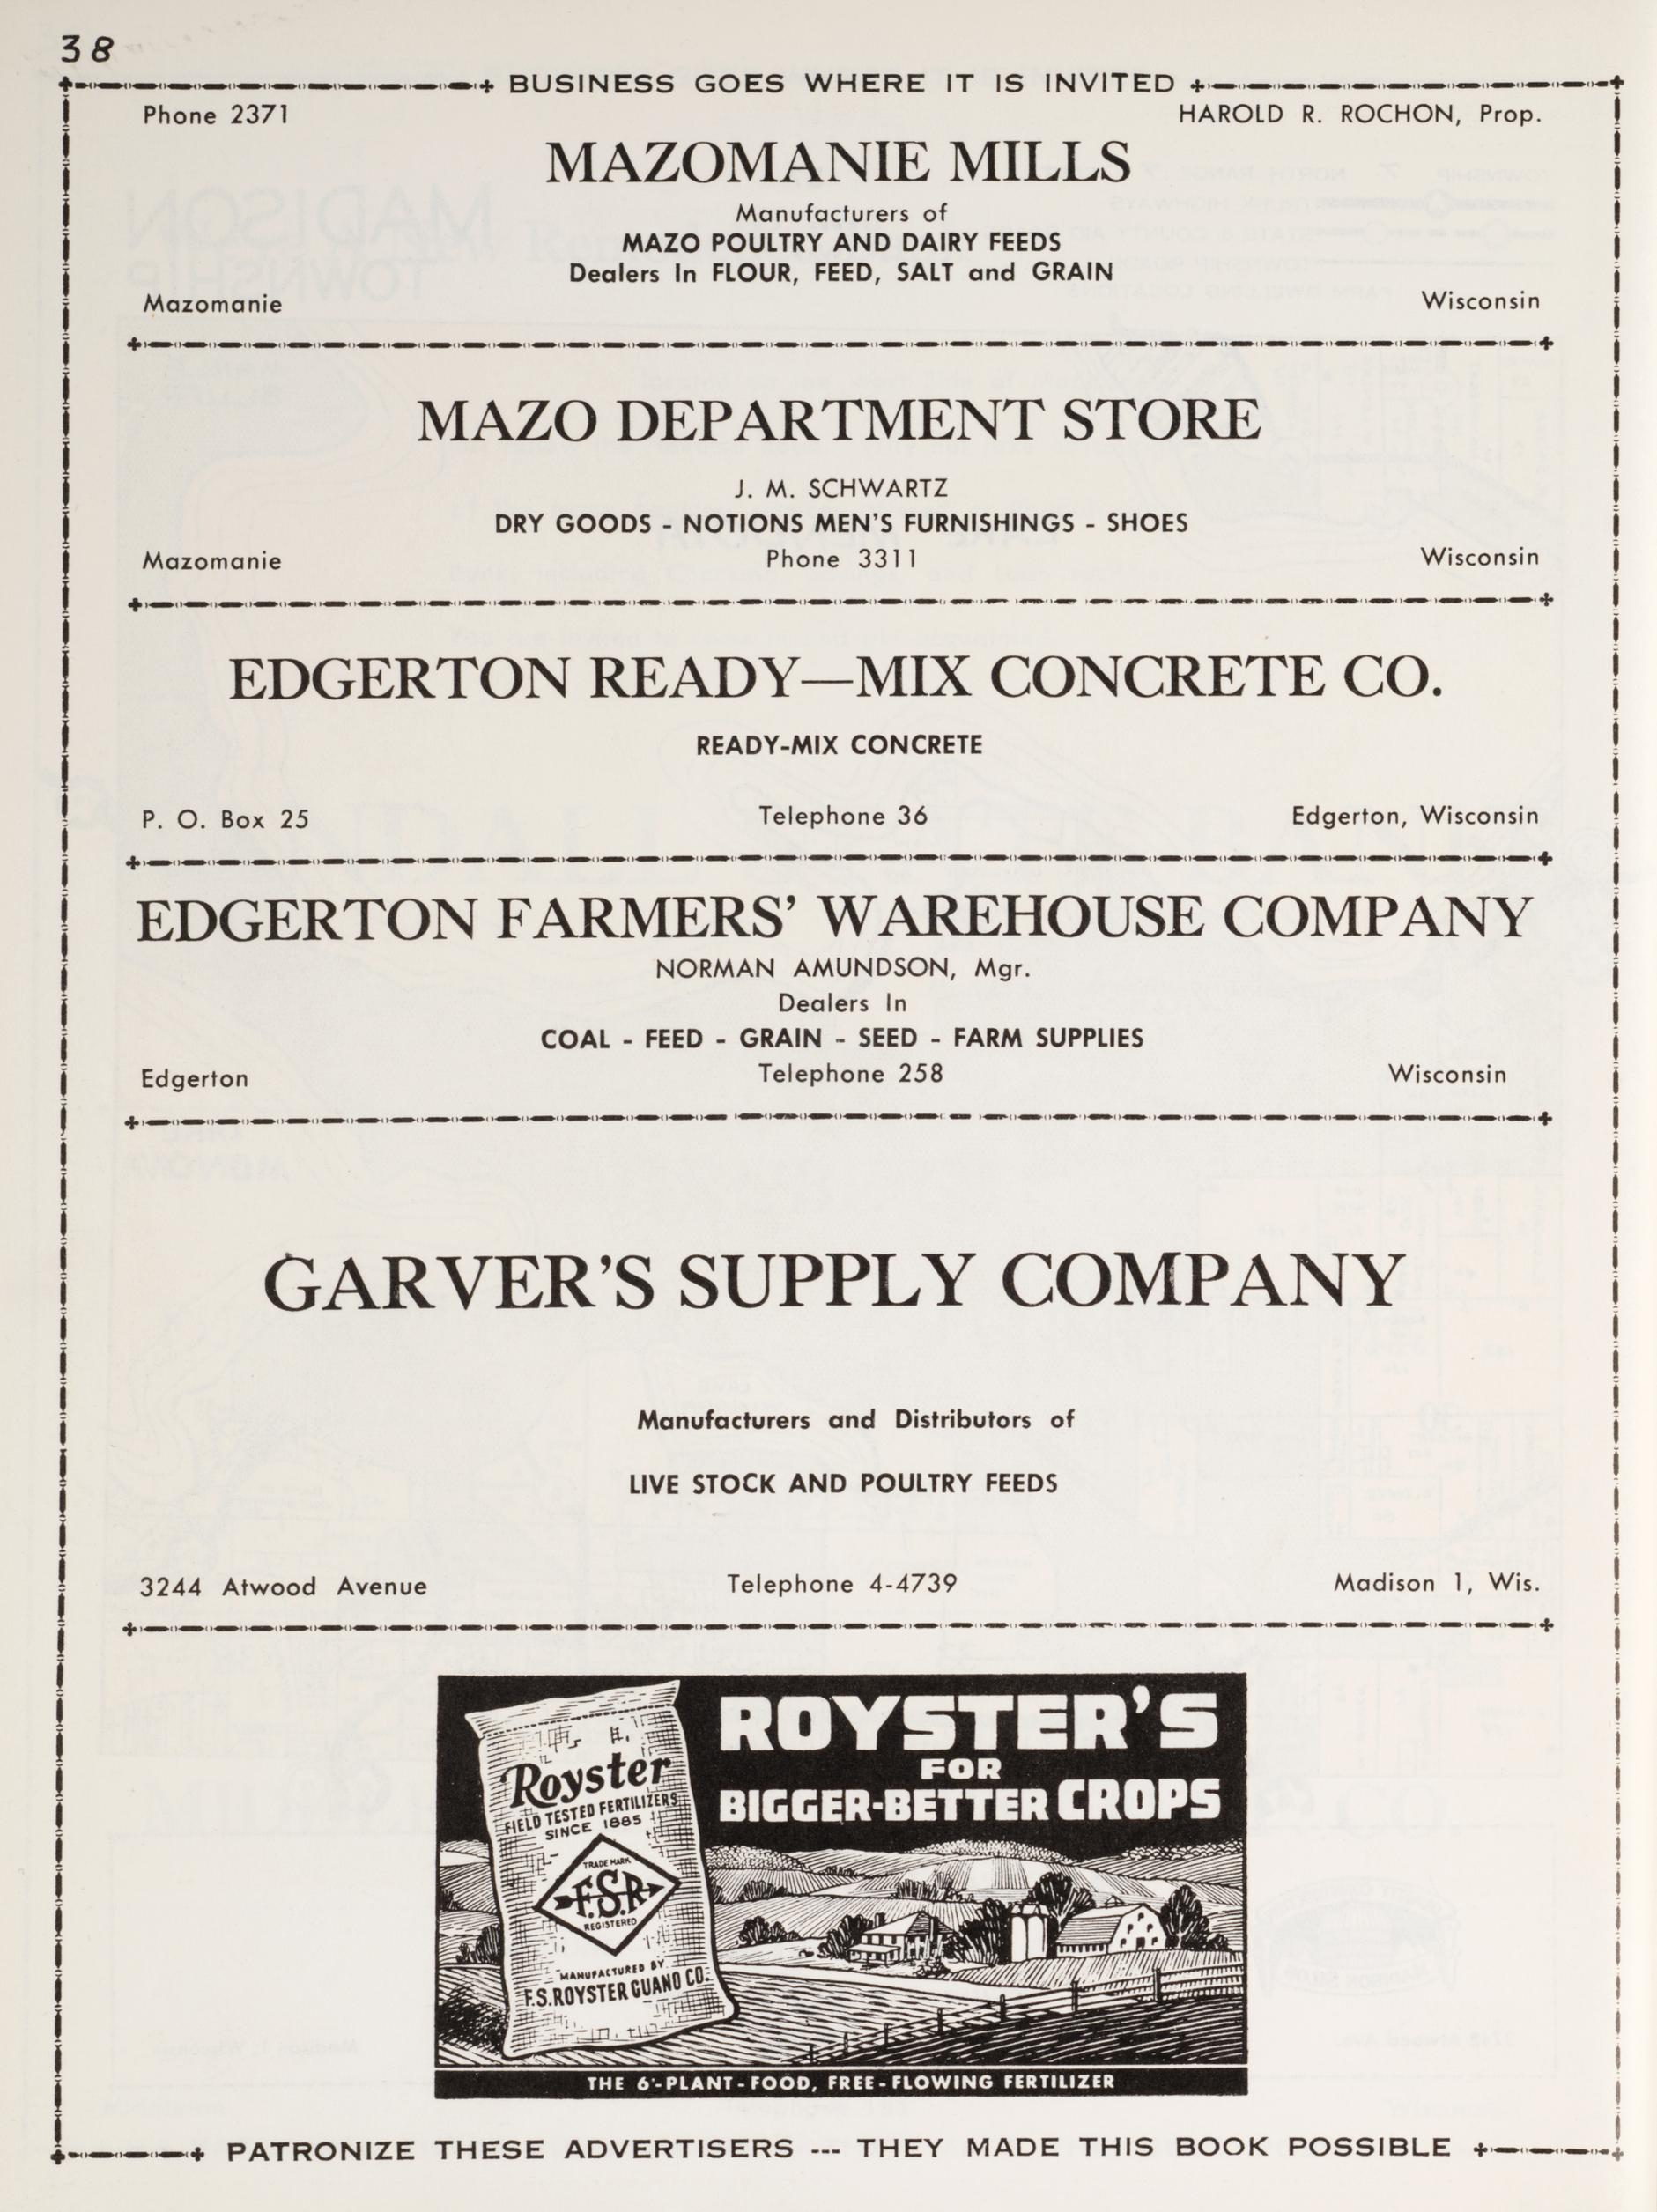 38
BUSINESS GOES WHERE IT IS INVITED
Phone 2371 HAROLD R. ROCHON, Prop.
MAZOMANIE MILLS
Manufacturers of
MAZO POULTRY AND DAIRY FEEDS
Dealers In FLOUR, FEED, SALT and GRAIN
Mazomanie Wisconsin
MAZO DEPARTMENT STORE
J. M. SCHWARTZ
DRY GOODS - NOTIONS MEN'S FURNISHINGS - SHOES
Mazomanie Phone 3311 Wisconsin
EDGERTON READY—MIX CONCRETE CO.
READY-MIX CONCRETE
P. O. Box 25 Telephone 36 Edgerton, Wisconsin
EDGERTON FARMERS' WAREHOUSE COMPANY
NORMAN AMUNDSON, Mgr.
Dealers In
COAL - FEED - GRAIN - SEED - FARM SUPPLIES
Edgerton Telephone 258 Wisconsin
GARVER'S SUPPLY COMPANY
Manufacturers and Distributors of
LIVE STOCK AND POULTRY FEEDS
3244 Atwood Avenue Telephone 4-4739 Madison 1, Wis.
ROYSTER'S
FOR
BIGGER-BETTER CROPS
Royster
FIELD TESTED FERTILIZERS
SINCE 1885
TRADE MARK
F.S.R
REGISTERED
MANUFACTURED BY
F.S. ROYSTER GUANO CO.
THE 6-PLANT-FOOD, FREE-FLOWING FERTILIZER
PATRONIZE THESE ADVERTISERS --- THEY MADE THIS BOOK POSSIBLE